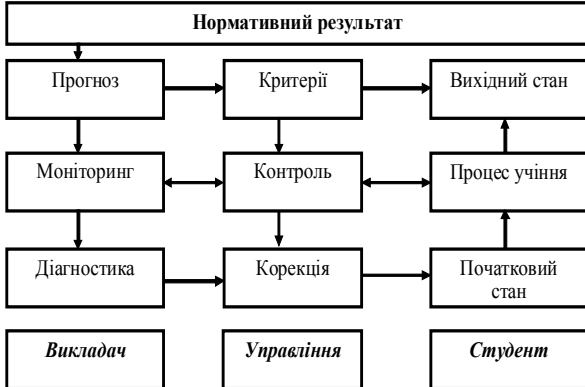 Нормативний результат
Прогноз
Критерії
Вихідний стан
Моніторинг
Контроль
Процес учіння
Діагностика
Корекція
Початковий
стан
Викладач
Управління
Студент